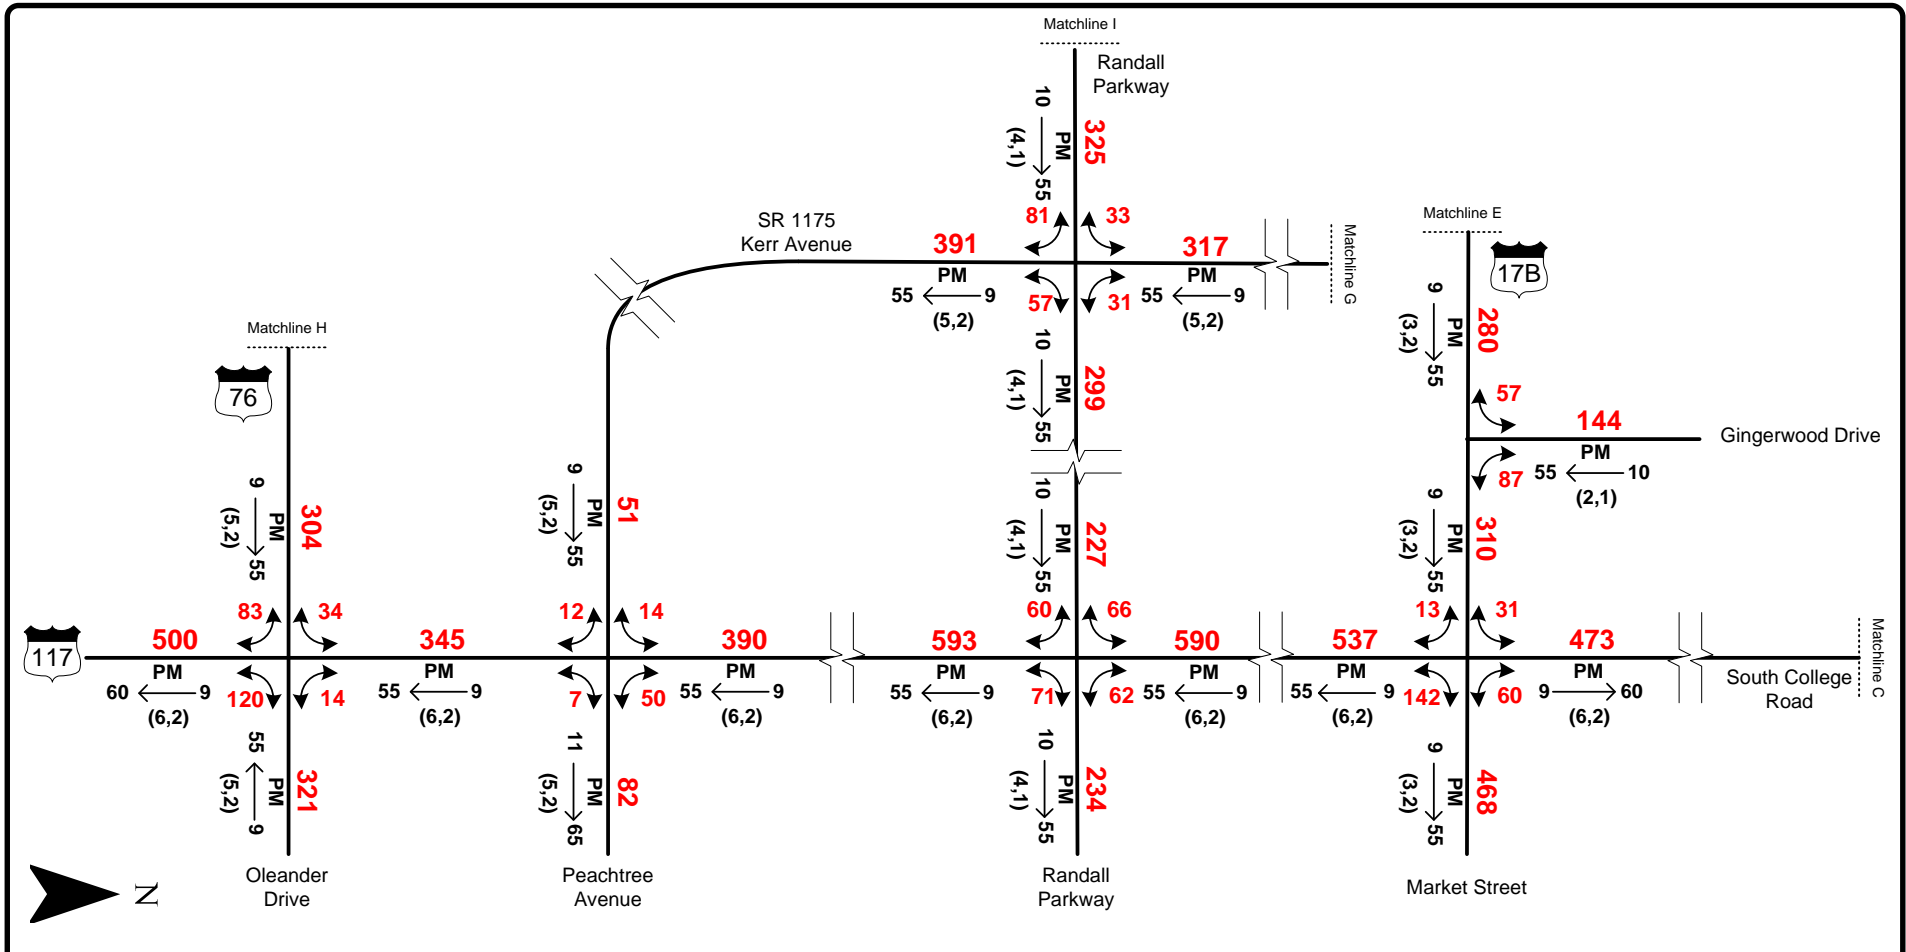 Matchline I
Randall
Parkway
10
PM
55
(4,1)
325
SR 1175
Kerr Avenue
81
33
391
317
PM
55
9
(5,2)
57
31
PM
55
9
(5,2)
Matchline G
10
PM
55
(4,1)
299
Matchline E
17B
9
PM
55
(3,2)
280
57
144
Gingerwood Drive
PM
55
10
(2,1)
87
9
PM
55
(3,2)
310
Matchline H
76
9
PM
55
(5,2)
304
9
PM
55
(5,2)
51
10
PM
55
(4,1)
227
117
500
83
34
345
12
14
390
593
60
66
590
537
13
31
473
Matchline C
PM
60
9
(6,2)
120
14
PM
55
9
(6,2)
7
50
PM
55
9
(6,2)
PM
55
9
(6,2)
71
62
PM
55
9
(6,2)
PM
55
9
(6,2)
142
60
PM
9
60
(6,2)
South College
Road
55
PM
9
(5,2)
321
11
PM
65
(5,2)
82
10
PM
55
(4,1)
234
9
PM
55
(3,2)
468
N
Oleander
Drive
Peachtree
Avenue
Randall
Parkway
Market Street